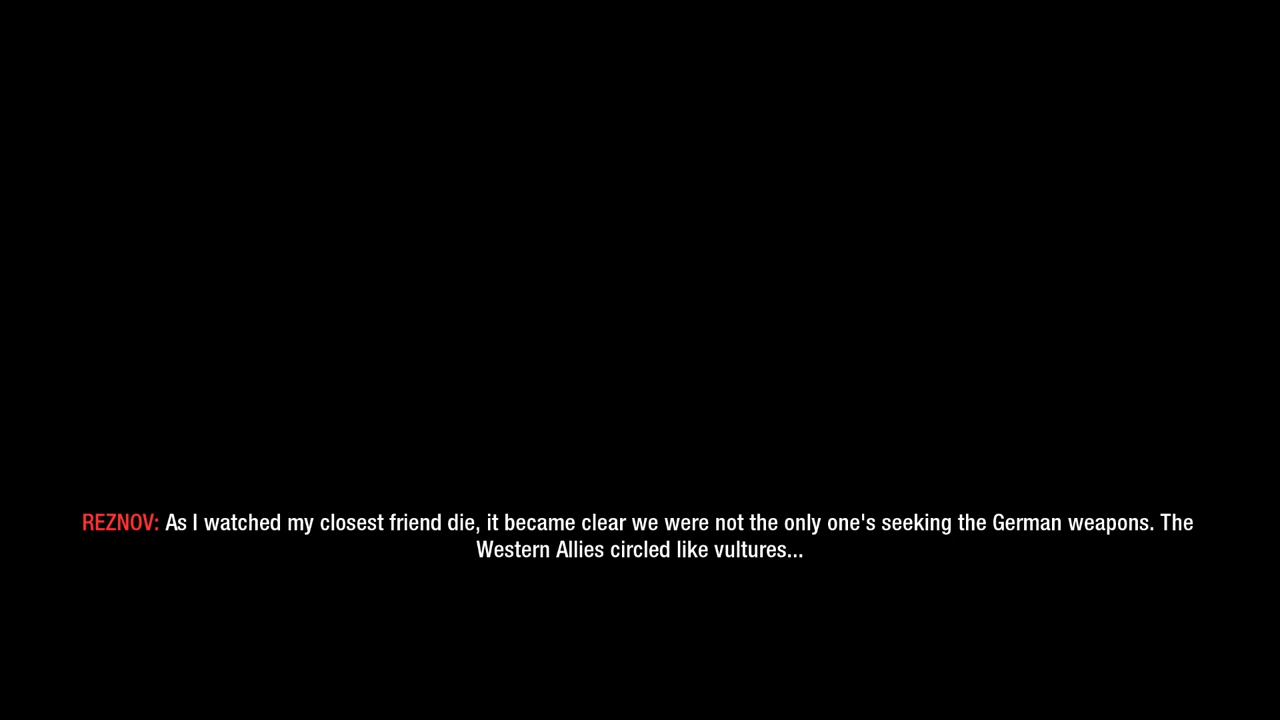 REZNOV: As I watched my closest friend die, it became clear we were not the only one's seeking the German weapons. The
Western Allies circled like vultures...